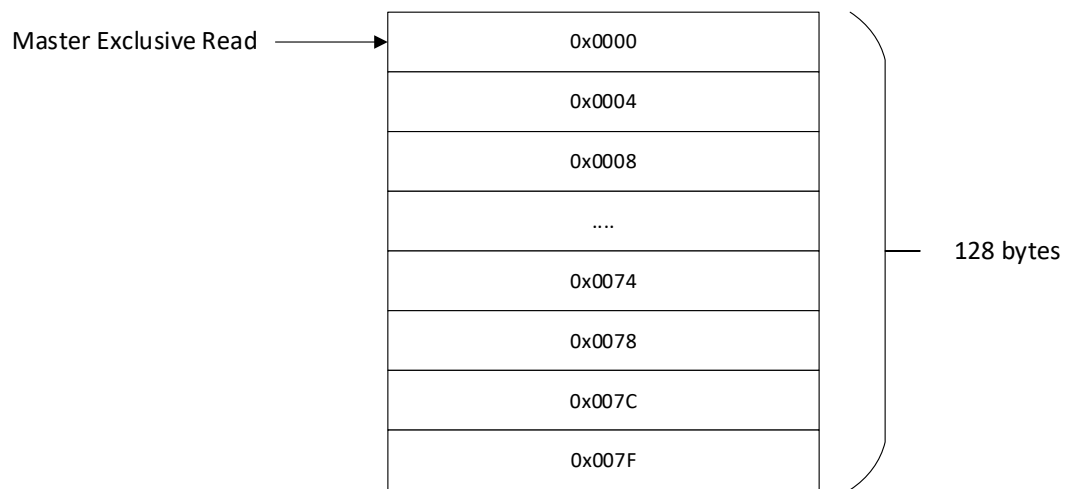 Master Exclusive Read
0x0000
0x0004
0x0008
....
0x0074
0x0078
0x007C
0x007F
128 bytes